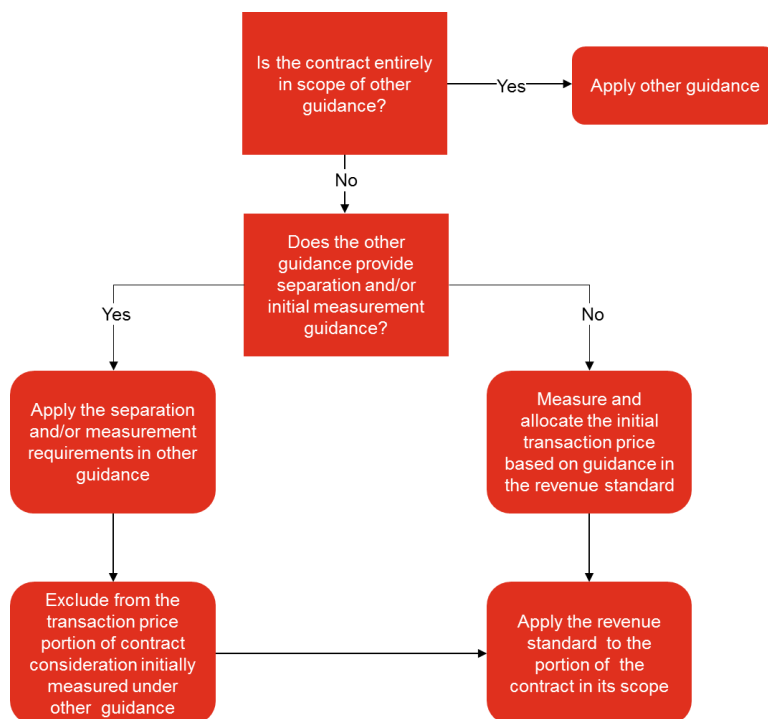 Is the contract entirely
in scope of other
guidance?
Yes
Apply other guidance
No
Does the other
guidance provide
separation and/or
initial measurement
guidance?
Yes
No
Apply the separation
and/or measurement
requirements in other
guidance
Measure and
allocate the initial
transaction price
based on guidance in
the revenue standard
Exclude from the
transaction price
portion of contract
consideration initially
measured under
other guidance
Apply the revenue
standard to the
portion of the
contract in its scope